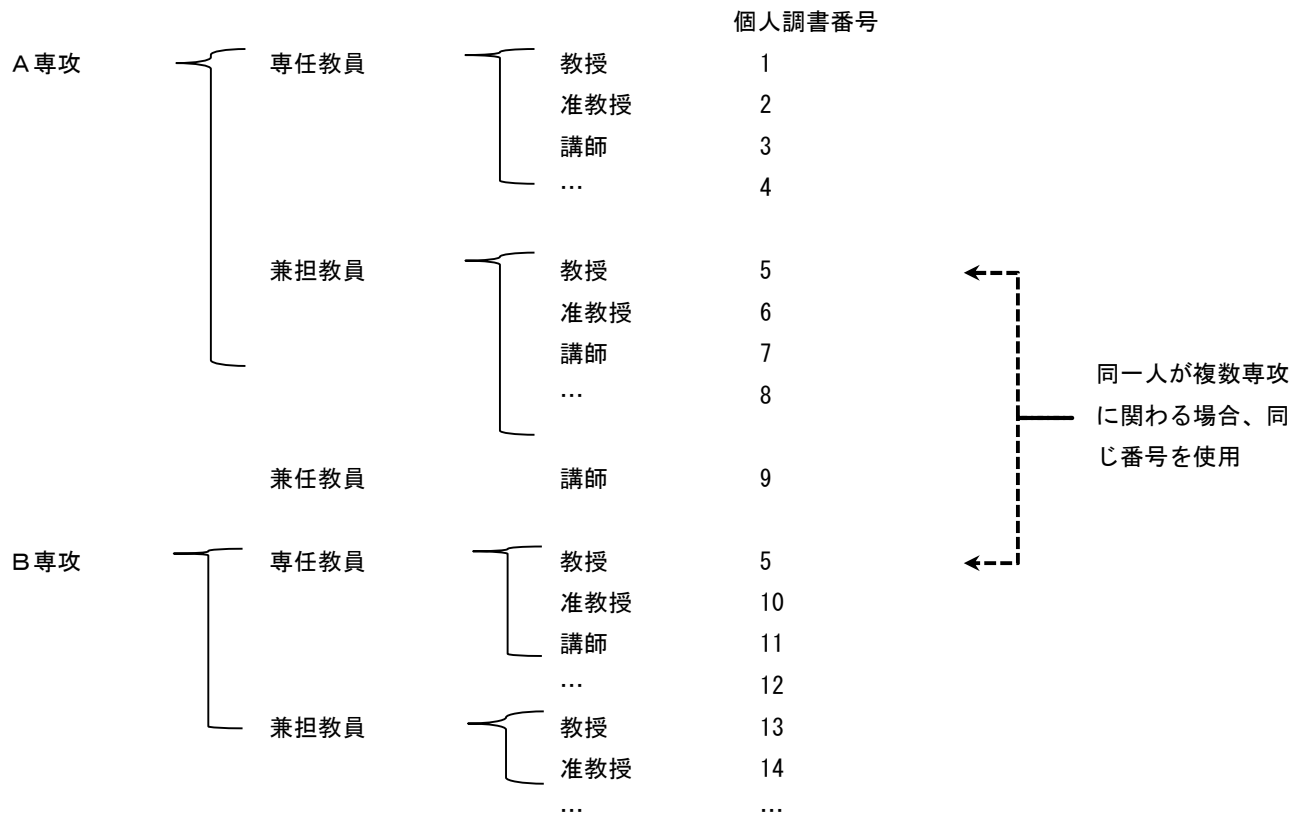 個人調書番号
Ａ専攻 専任教員 教授 1
准教授 2
講師 3
… 4
兼担教員 教授 5
准教授 6
講師 7
… 8
同一人が複数専攻
に関わる場合、同
じ番号を使用
兼任教員 講師 9
Ｂ専攻 専任教員 教授 5
准教授 10
講師 11
… 12
兼担教員 教授 13
准教授 14
… …